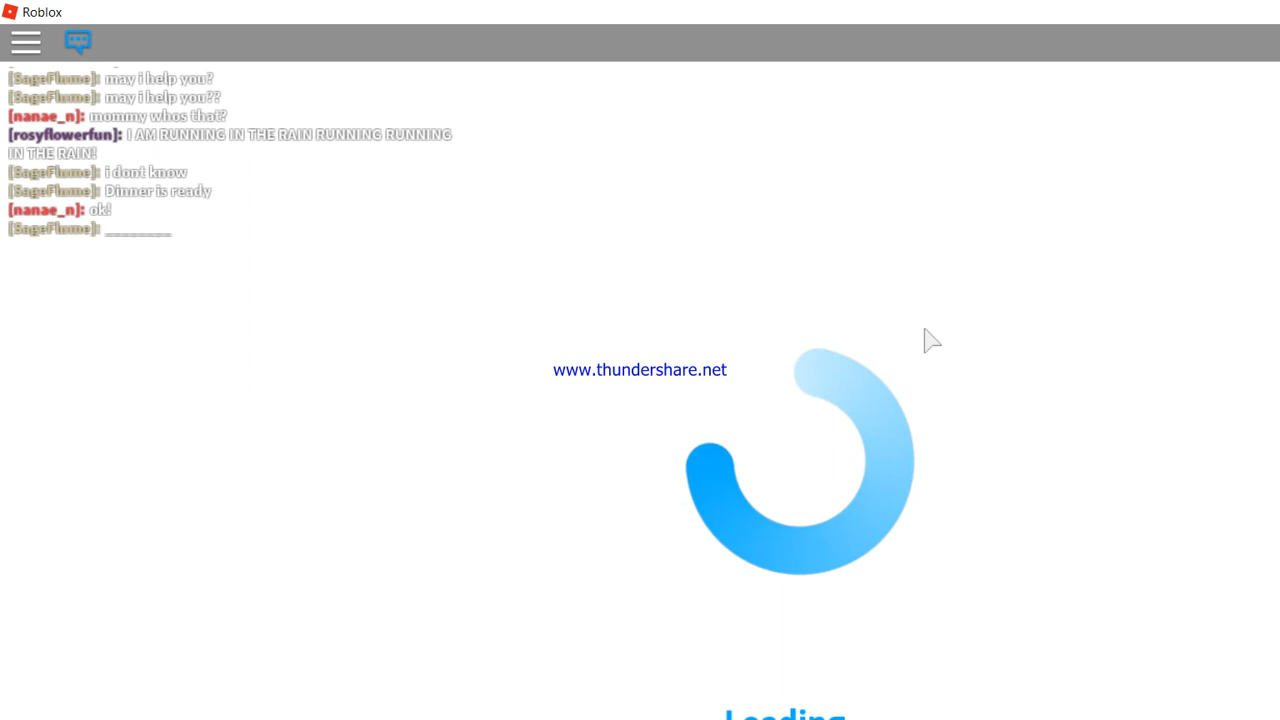 Roblox
[SageFlume]: may i help you?
[SageFlume]: may i help you??
[nanae_n]: mommy whos that?
[rosyflowerfun]: I AM RUNNING IN THE RAIN RUNNING RUNNING
IN THE RAIN!
[SageFlume]: i dont know
[SageFlume]: Dinner is ready
[nanae_n]: ok!
[SageFlume]: ________
www.thundershare.net
Loading